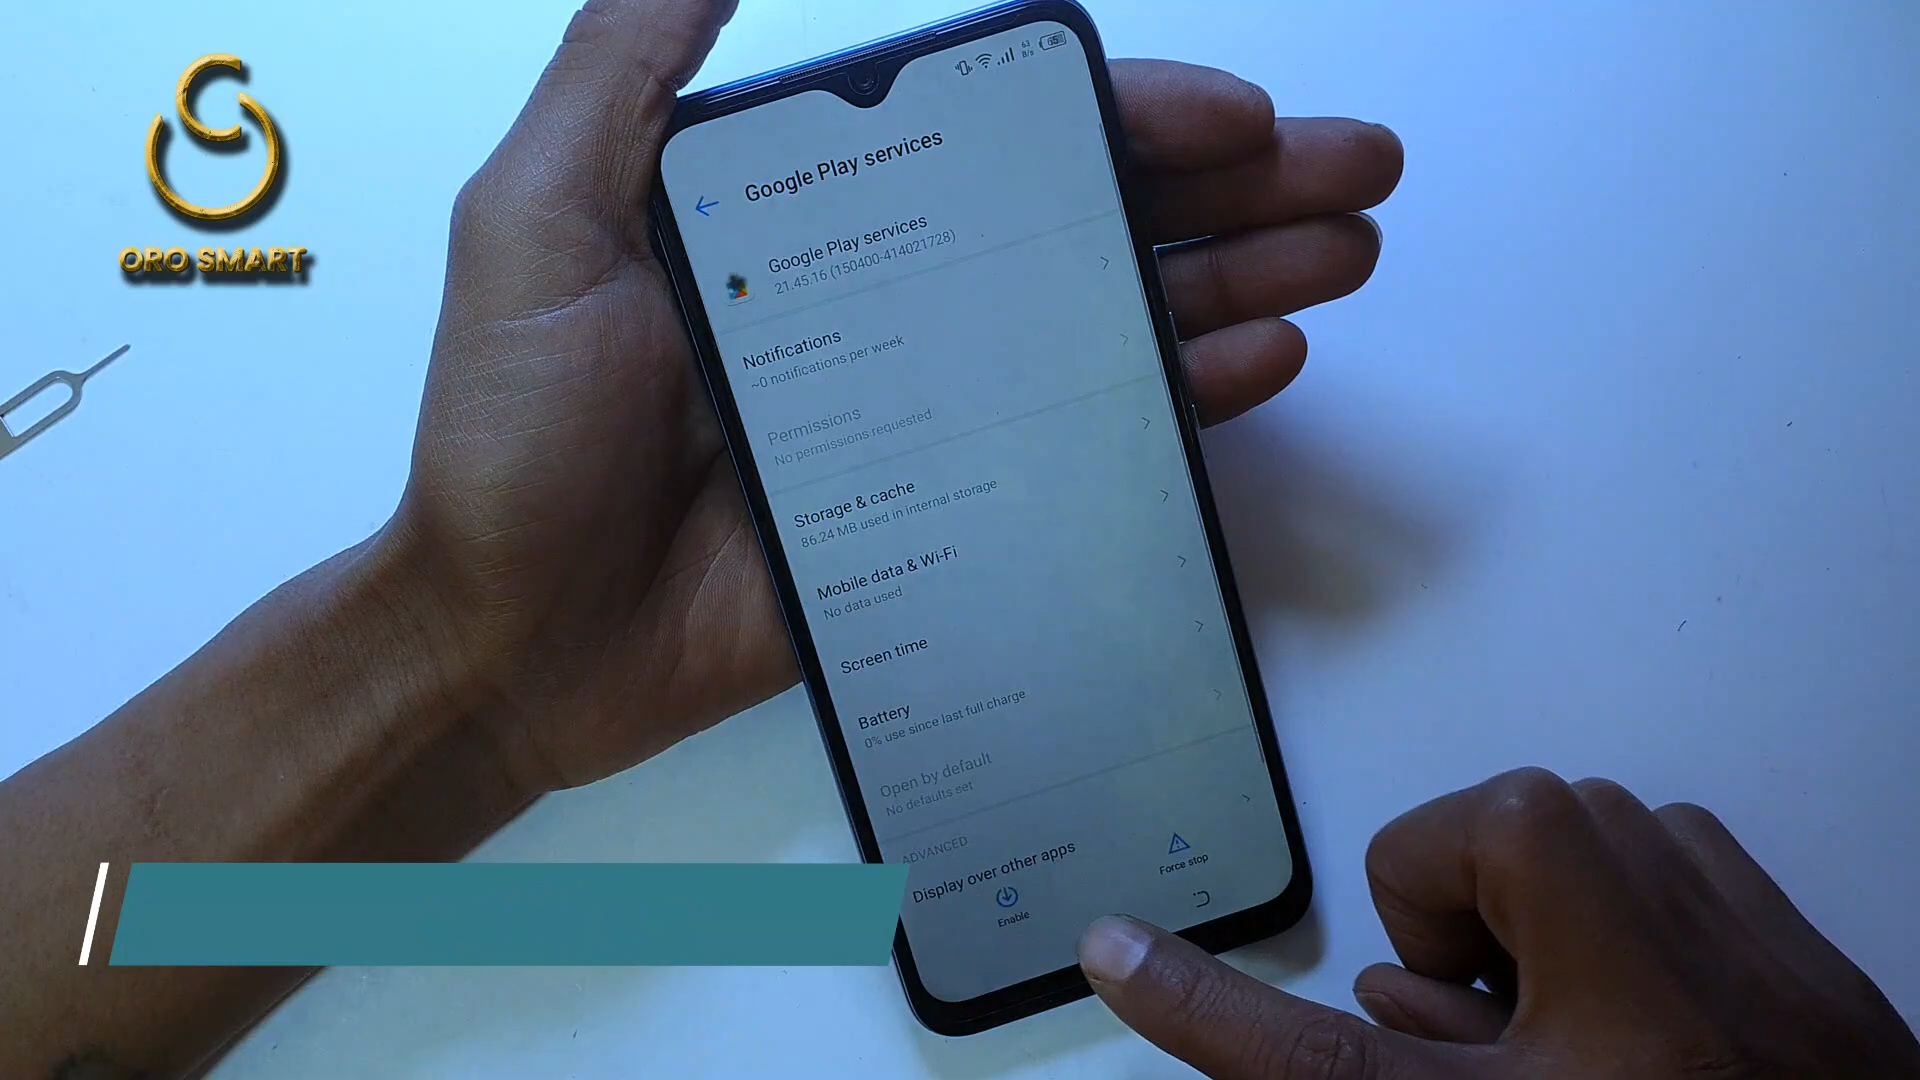 ORO SMART
63
B/s
65
Google Play services
Google Play services
21.45.16 (150400-414021728)
Notifications
~0 notifications per week
Permissions
No permissions requested
Storage & cache
86.24 MB used in internal storage
Mobile data & Wi-Fi
No data used
Screen time
Battery
0% use since last full charge
Open by default
No defaults set
ADVANCED
Display over other apps
Enable
Force stop